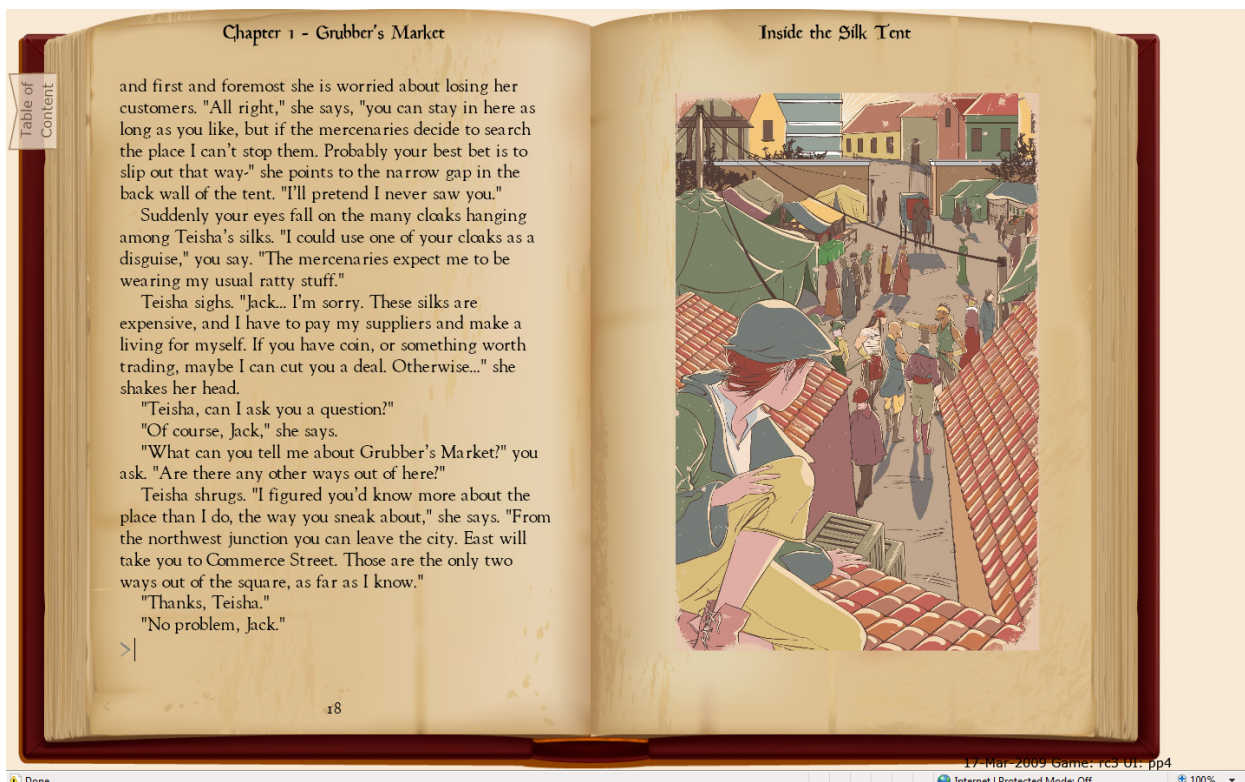 Chapter 1 - Grubber's Market
Inside the Silk Tent
Table of
Content
and first and foremost she is worried about losing her
customers. "All right," she says, "you can stay in here as
long as you like, but if the mercenaries decide to search
the place I can't stop them. Probably your best bet is to
slip out that way-" she points to the narrow gap in the
back wall of the tent. "I'll pretend I never saw you."
Suddenly your eyes fall on the many cloaks hanging
among Teisha's silks. "I could use one of your cloaks as a
disguise," you say. "The mercenaries expect me to be
wearing my usual ratty stuff."
Teisha sighs. "Jack... I'm sorry. These silks are
expensive, and I have to pay my suppliers and make a
living for myself. If you have coin, or something worth
trading, maybe I can cut you a deal. Otherwise..." she
shakes her head.
"Teisha, can I ask you a question?"
"Of course, Jack," she says.
"What can you tell me about Grubber's Market?" you
ask. "Are there any other ways out of here?"
Teisha shrugs. "I figured you'd know more about the
place than I do, the way you sneak about," she says. "From
the northwest junction you can leave the city. East will
take you to Commerce Street. Those are the only two
ways out of the square, as far as I know."
"Thanks, Teisha."
"No problem, Jack."
>
<
18
17-Mar-2009 Game: rc3 UI: pp4
Done
Internet | Protected Mode: Off
100%